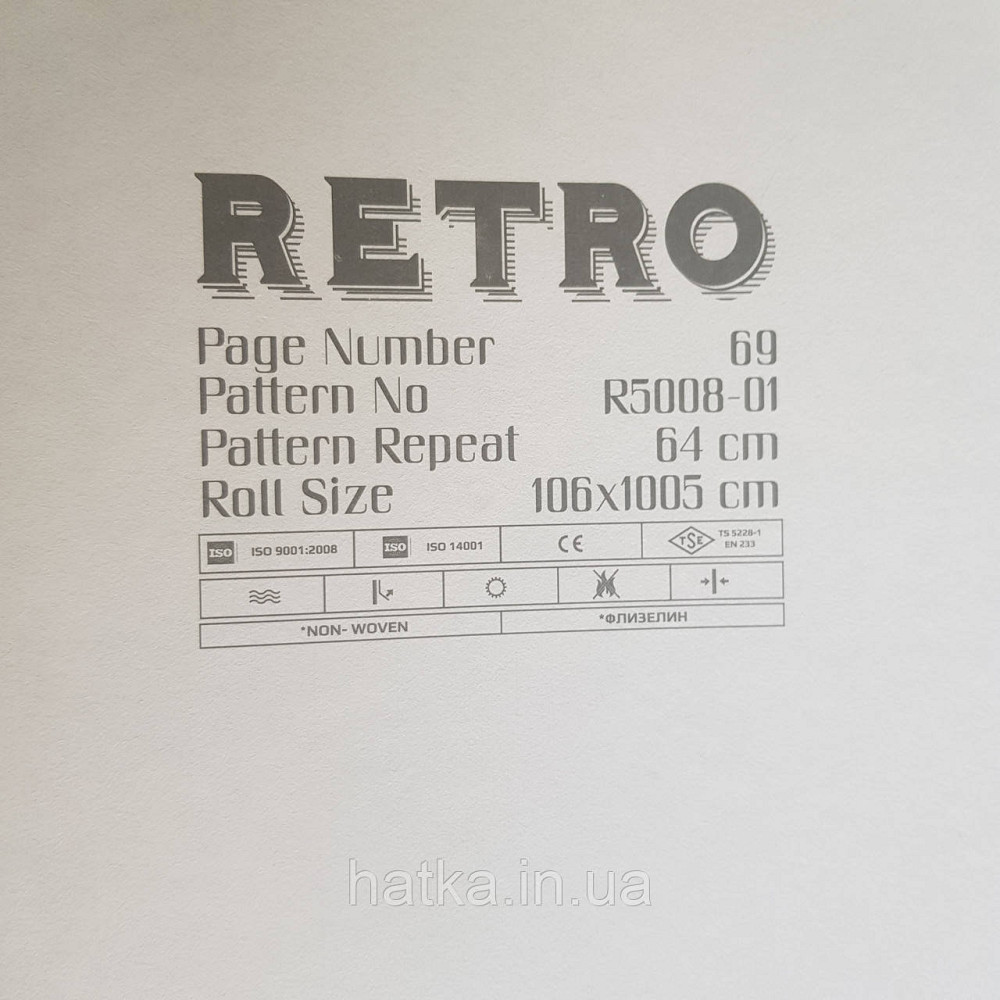 RETRO
Page Number 69
Pattern No R5008-01
Pattern Repeat 64 cm
Roll Size 106x1005 cm
ISO ISO 9001:2008 ISO ISO 14001 CE TSE TS 5228-1
EN 233
*NON- WOVEN *ФЛИЗЕЛИН
hatka.in.ua